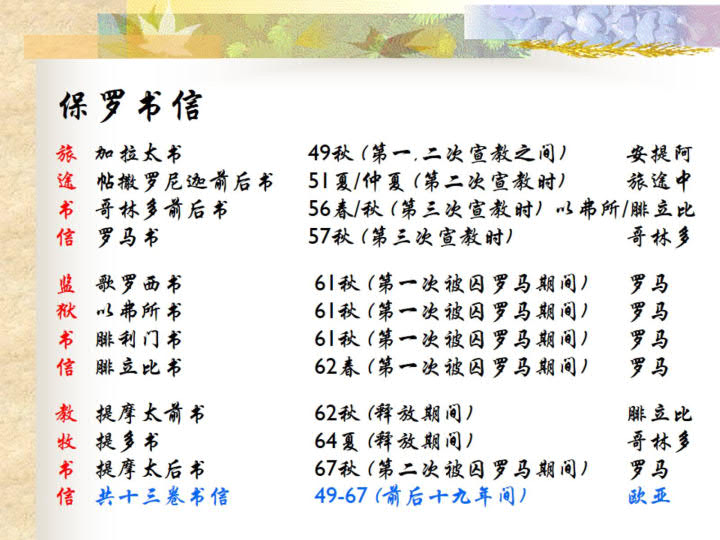 保罗书信
旅 加拉太书 49秋 (第一.二次宣教之间) 安提阿
途 帖撒罗尼迦前后书 51夏/仲夏 (第二次宣教时) 旅途中
书 哥林多前后书 56春/秋 (第三次宣教时) 以弗所/腓立比
信 罗马书 57秋 (第三次宣教时) 哥林多
监 歌罗西书 61秋 (第一次被囚罗马期间) 罗马
狱 以弗所书 61秋 (第一次被囚罗马期间) 罗马
书 腓利门书 61秋 (第一次被囚罗马期间) 罗马
信 腓立比书 62春 (第一次被囚罗马期间) 罗马
教 提摩太前书 62秋 (释放期间) 腓立比
牧 提多书 64夏 (释放期间) 哥林多
书 提摩太后书 67秋 (第二次被囚罗马期间) 罗马
信 共十三卷书信 49-67 (前后十九年间) 欧亚